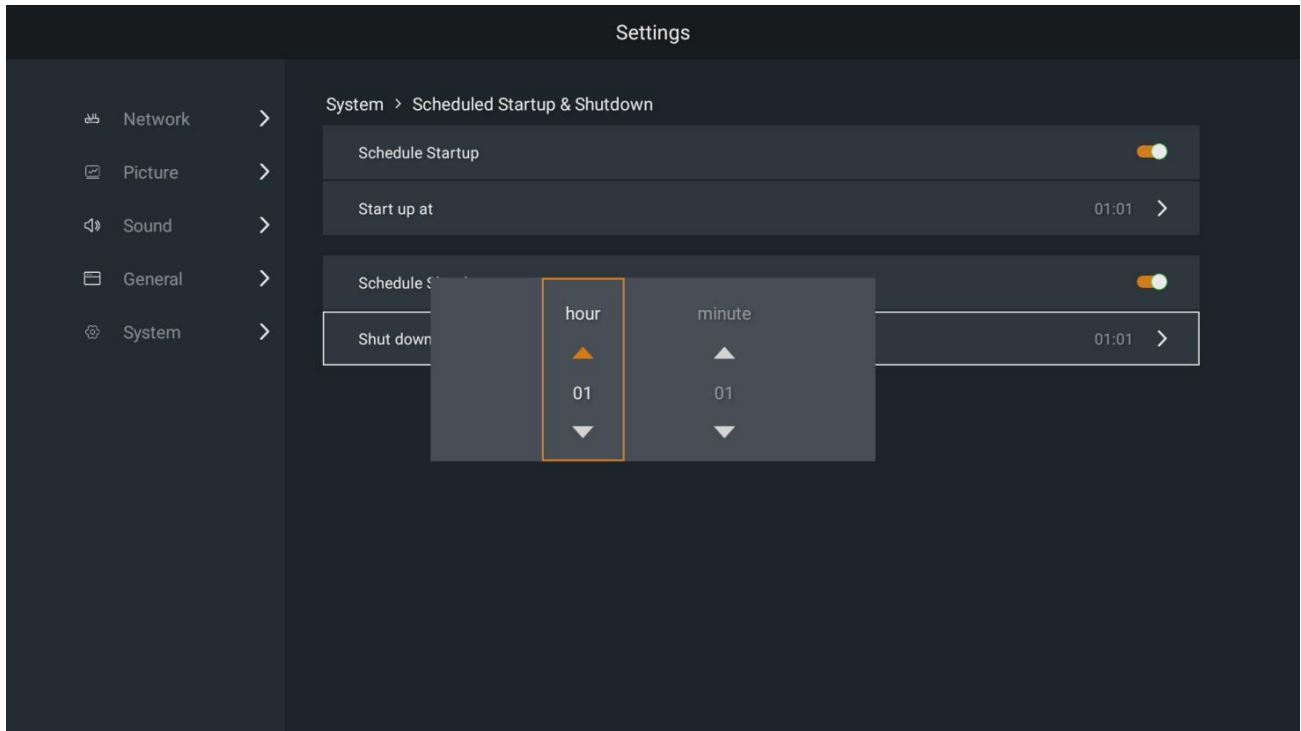 Settings
Network
Picture
Sound
General
System
System > Scheduled Startup & Shutdown
Schedule Startup
Start up at 01:01
Schedule
Shut down 01:01
hour minute
01 01